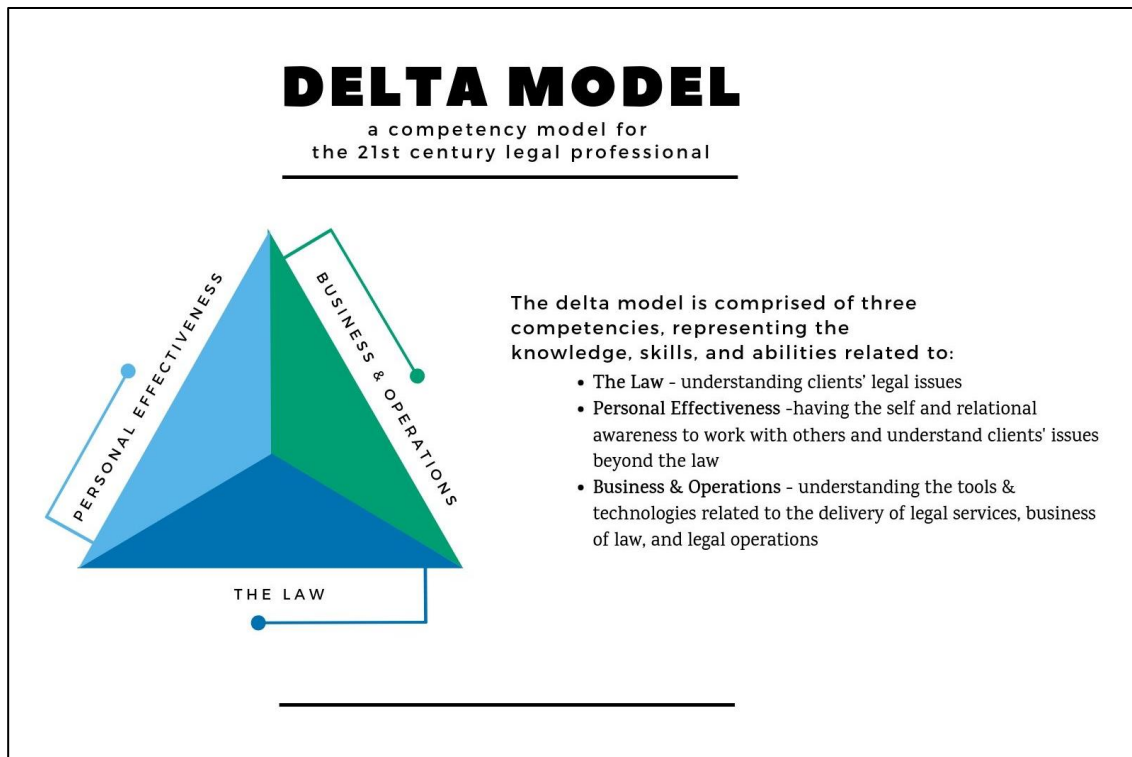 DELTA MODEL
a competency model for
the 21st century legal professional
PERSONAL EFFECTIVENESS
BUSINESS & OPERATIONS
THE LAW
The delta model is comprised of three
competencies, representing the
knowledge, skills, and abilities related to:
• The Law - understanding clients' legal issues
• Personal Effectiveness -having the self and relational
awareness to work with others and understand clients' issues
beyond the law
• Business & Operations - understanding the tools &
technologies related to the delivery of legal services, business
of law, and legal operations